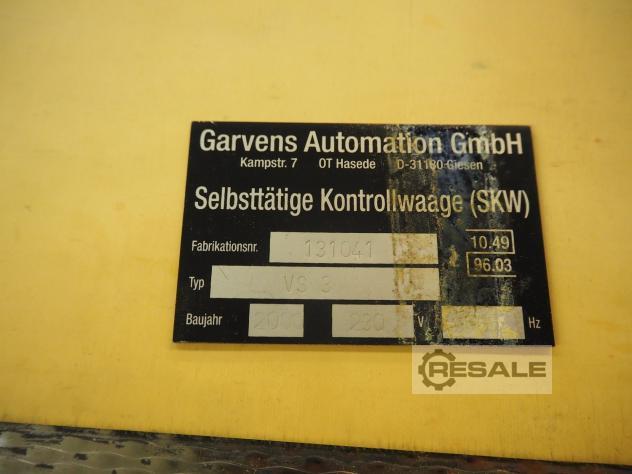 Garvens Automation GmbH
Kampstr. 7 OT Hasede D-31180 Giesen
Selbsttätige Kontrollwaage (SKW)
Fabrikationsnr. 131041 10.49
96.03
Typ VS 3
Baujahr 2000 230 V Hz
RESALE